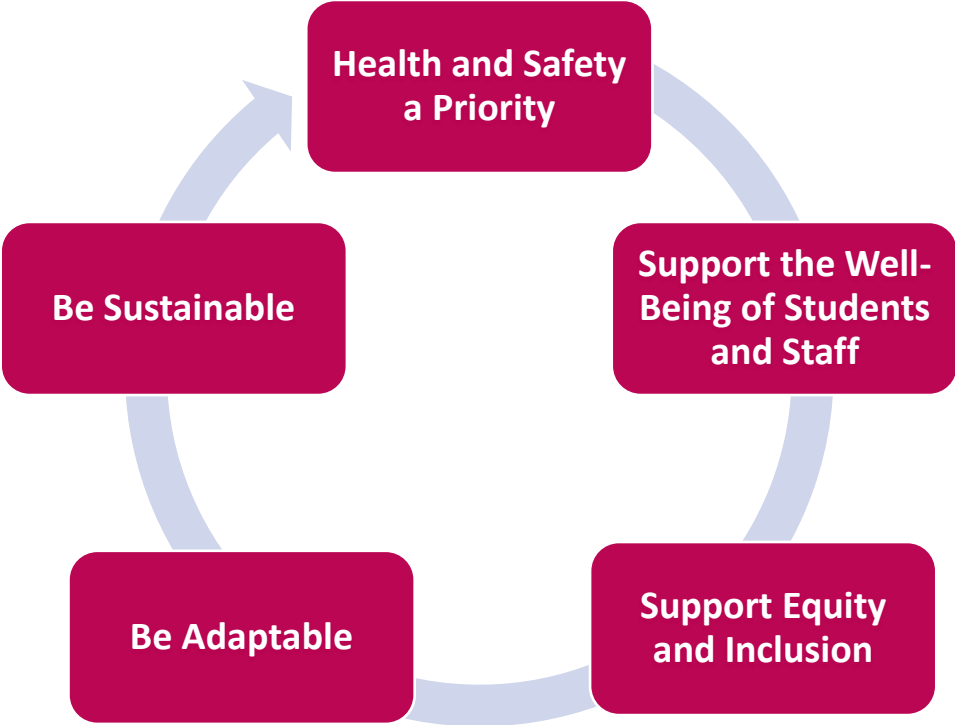 Health and Safety
a Priority
Support the Well-
Being of Students
and Staff
Support Equity
and Inclusion
Be Adaptable
Be Sustainable